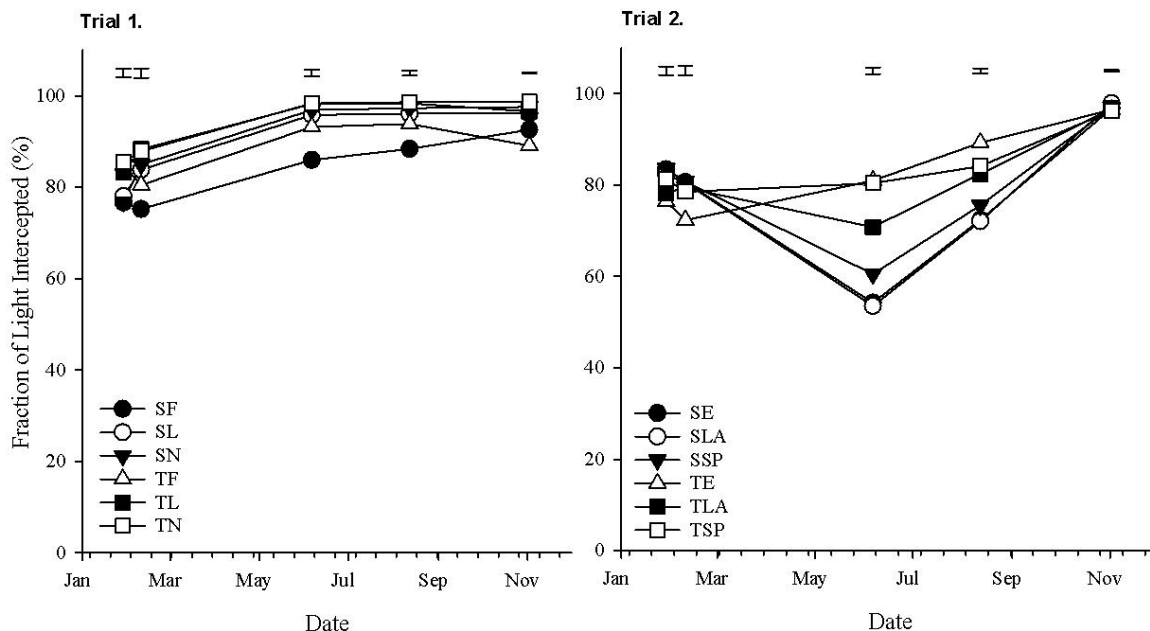 Trial 1.
Fraction of Light Intercepted (%)
100
80
60
40
20
0
SF
SL
SN
TF
TL
TN
Jan Mar May Jul Sep Nov
Date
Trial 2.
100
80
60
40
20
0
SE
SLA
SSP
TE
TLA
TSP
Jan Mar May Jul Sep Nov
Date